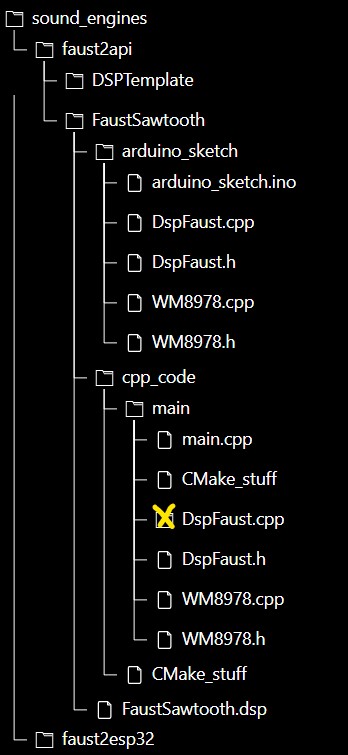 sound_engines
faust2api
DSPTemplate
FaustSawtooth
arduino_sketch
arduino_sketch.ino
DspFaust.cpp
DspFaust.h
WM8978.cpp
WM8978.h
cpp_code
main
main.cpp
CMake_stuff
DspFaust.cpp
DspFaust.h
WM8978.cpp
WM8978.h
CMake_stuff
FaustSawtooth.dsp
faust2esp32